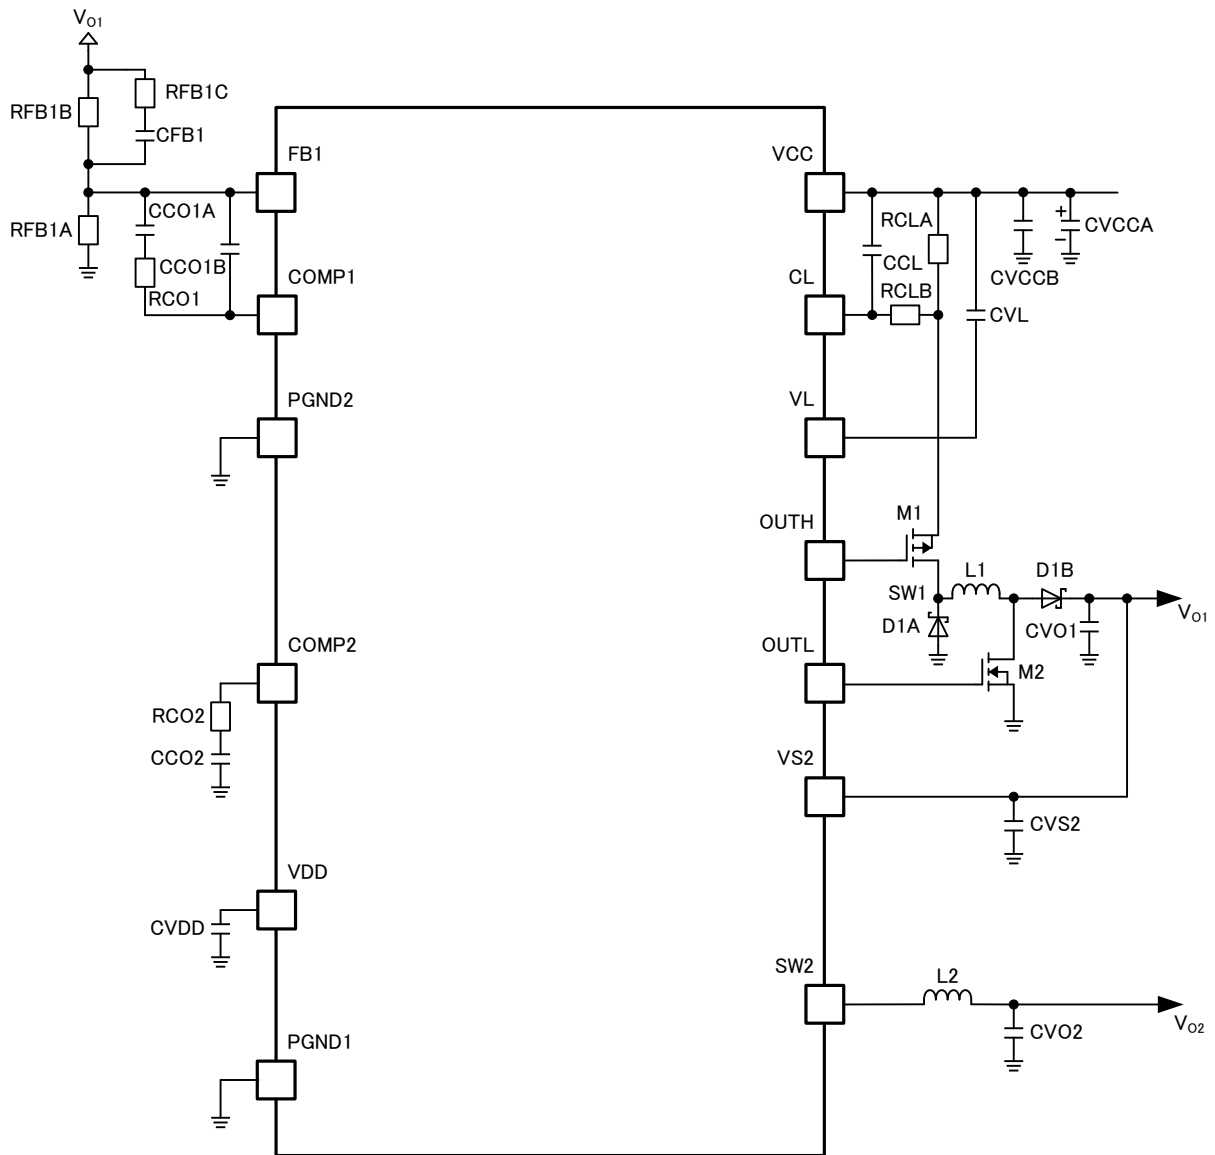 VO1
RFB1B
RFB1C
CFB1
FB1
VCC
RFB1A
CCO1A
CCO1B
RCO1
COMP1
RCLA
CCL
CL
RCLB
CVCCB
+
−
CVCCA
CVL
PGND2
VL
OUTH
M1
SW1
L1
D1B
D1A
CVO1
VO1
COMP2
OUTL
M2
RCO2
CCO2
VS2
CVS2
VDD
CVDD
SW2
L2
CVO2
VO2
PGND1